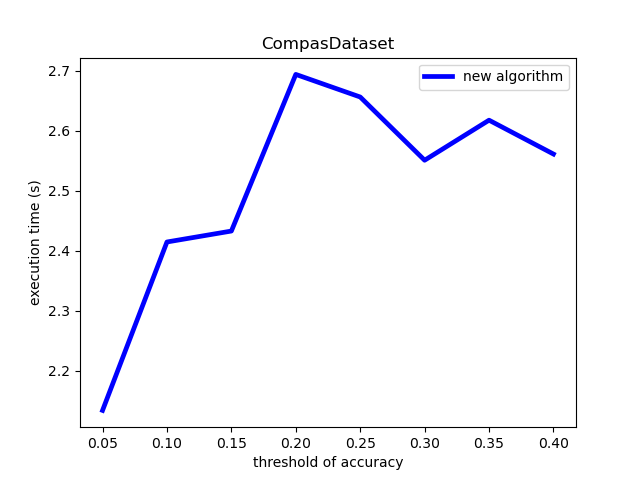 CompasDataset
new algorithm
2.7
2.6
2.5
2.4
2.3
2.2
execution time (s)
0.05 0.10 0.15 0.20 0.25 0.30 0.35 0.40
threshold of accuracy